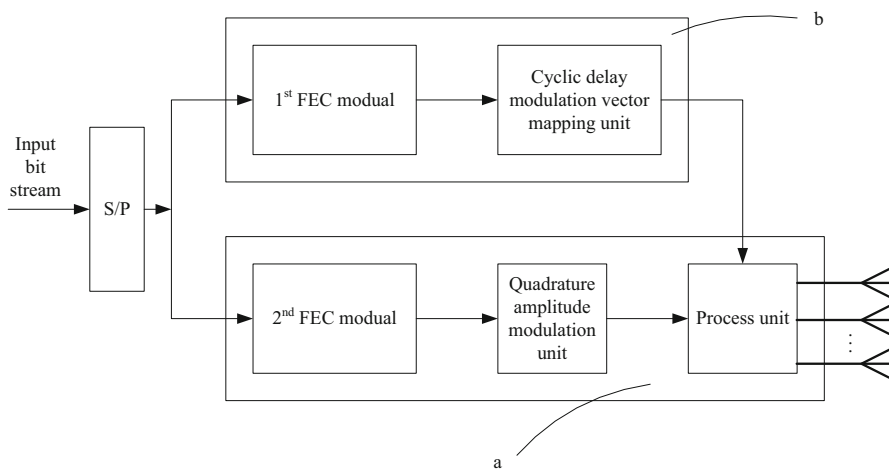 b
1st FEC modual
Cyclic delay
modulation vector
mapping unit
Input
bit
stream
S/P
2nd FEC modual
Quadrature
amplitude
modulation
unit
Process unit
...
a